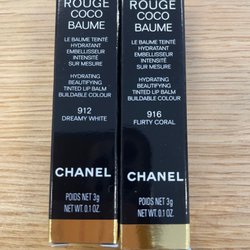 ROUGE
COCO
BAUME
LE BAUME TEINTÉ
HYDRATANT
EMBELLISSEUR
INTENSITÉ
SUR MESURE
HYDRATING
BEAUTIFYING
TINTED LIP BALM
BUILDABLE COLOUR
912
DREAMY WHITE
CHANEL
POIDS NET 3g
NET WT. 0.1 OZ.
ROUGE
COCO
BAUME
LE BAUME TEINTÉ
HYDRATANT
EMBELLISSEUR
INTENSITÉ
SUR MESURE
HYDRATING
BEAUTIFYING
TINTED LIP BALM
BUILDABLE COLOUR
916
FLIRTY CORAL
CHANEL
POIDS NET 3g
NET WT. 0.1 OZ.